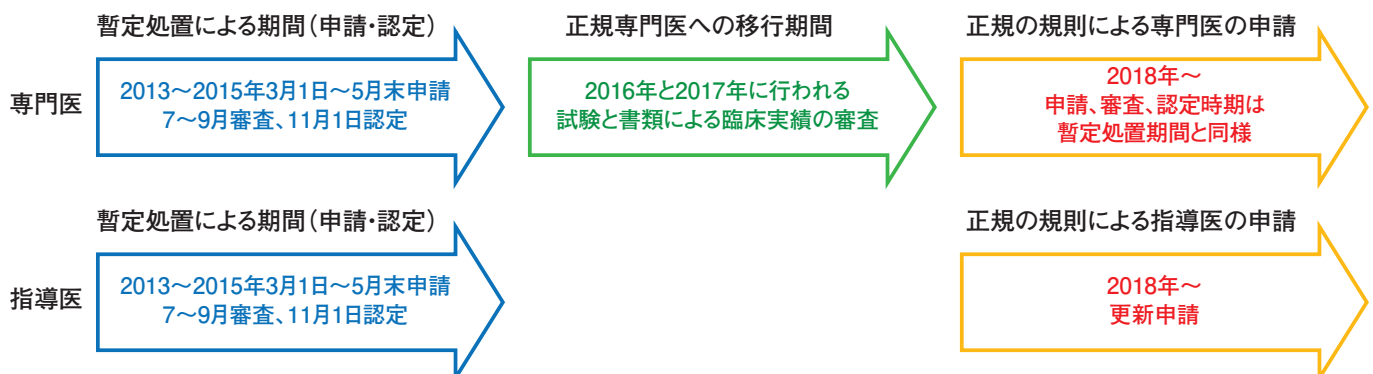 暫定処置による期間(申請・認定)
正規専門医への移行期間
正規の規則による専門医の申請
専門医
2013〜2015年3月1日〜5月末申請
7〜9月審査、11月1日認定
2016年と2017年に行われる
試験と書類による臨床実績の審査
2018年〜
申請、審査、認定時期は
暫定処置期間と同様
暫定処置による期間(申請・認定)
正規の規則による指導医の申請
指導医
2013〜2015年3月1日〜5月末申請
7〜9月審査、11月1日認定
2018年〜
更新申請